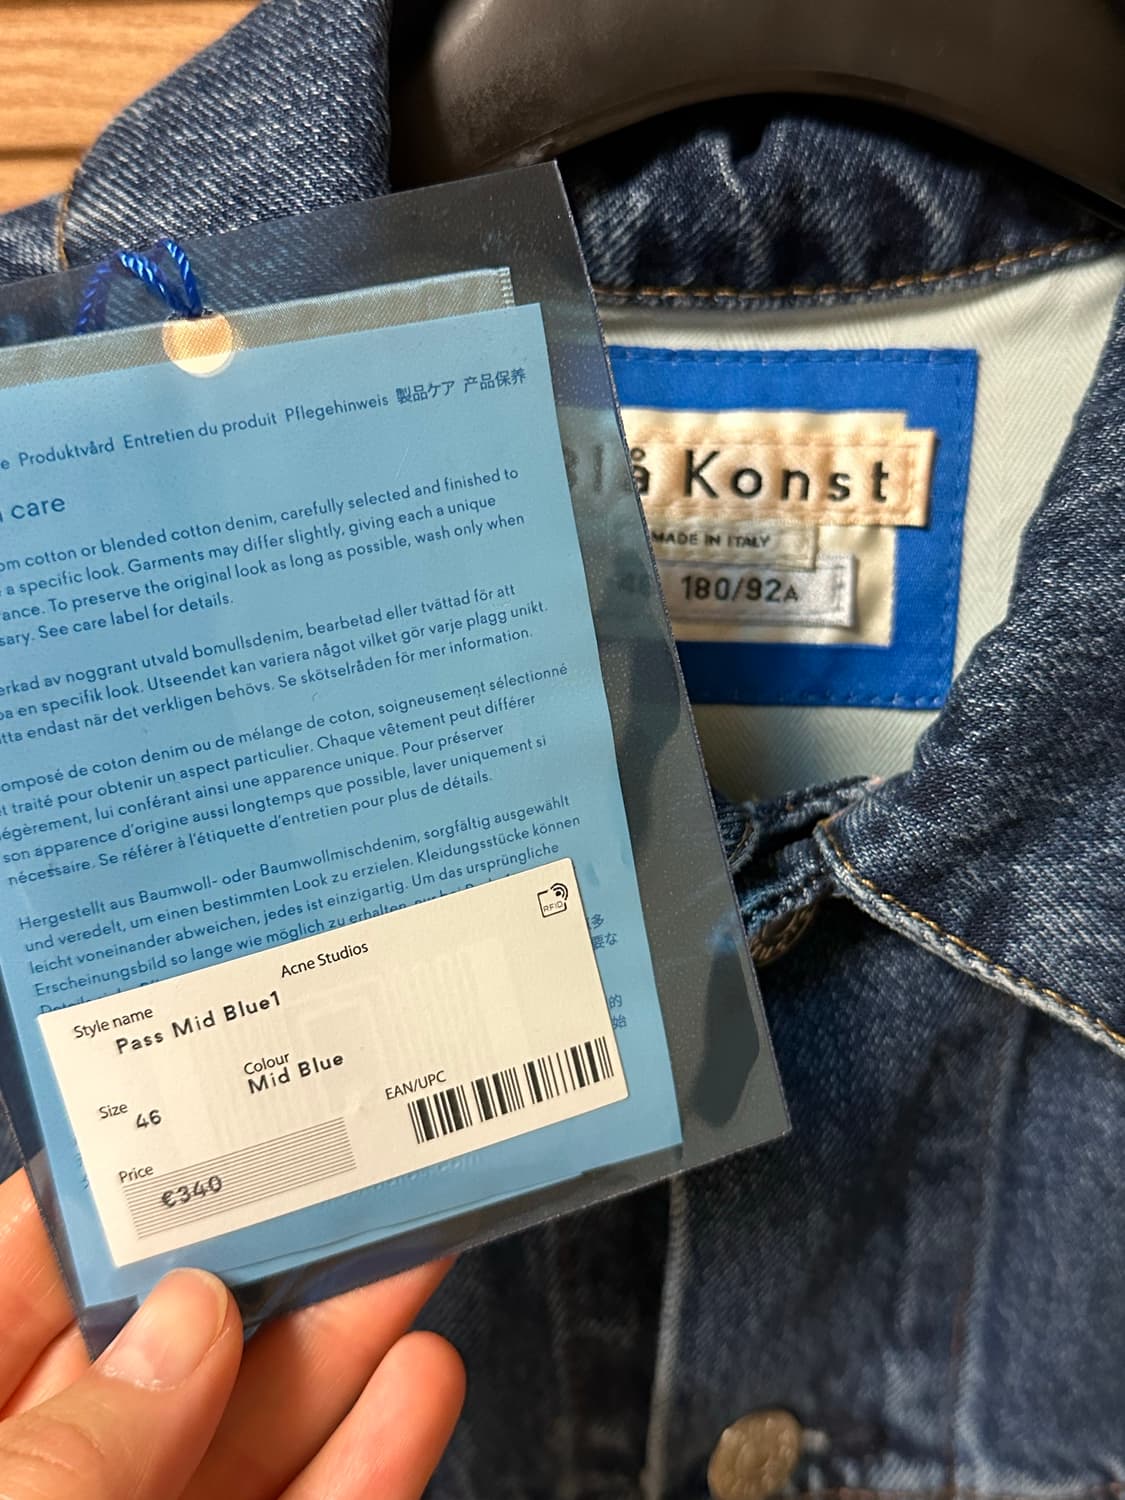 Produktvård Entretien du produit Pflegehinweis 製品ケア 产品保养
care
cotton or blended cotton denim, carefully selected and finished to
a specific look. Garments may differ slightly, giving each a unique
To preserve the original look as long as possible, wash only when
See care label for details.
av noggrant utvald bomullsdenim, bearbetad eller tvättad för att
en specifik look. Utseendet kan variera något vilket gör varje plagg unikt.
endast när det verkligen behövs. Se skötselråden för mer information.
coton denim ou de mélange de coton, soigneusement sélectionné
traité pour obtenir un aspect particulier. Chaque vêtement peut différer
lui conférant ainsi une apparence unique. Pour préserver
son apparence d'origine aussi longtemps que possible, laver uniquement si
nécessaire. Se référer à l'étiquette d'entretien pour plus de détails.
Hergestellt aus Baumwoll- oder Baumwollmischdenim, sorgfältig ausgewählt
und veredelt, um einen bestimmten Look zu erzielen. Kleidungsstücke können
leicht voneinander abweichen, jedes ist einzigartig. Um das ursprüngliche
Erscheinungsbild so lange wie möglich zu erhalten,
RFID
Acne Studios
Style name
Pass Mid Blue1
Colour
Mid Blue
Size
46
EAN/UPC
Price
€340
Blå Konst
MADE IN ITALY
46 180/92A